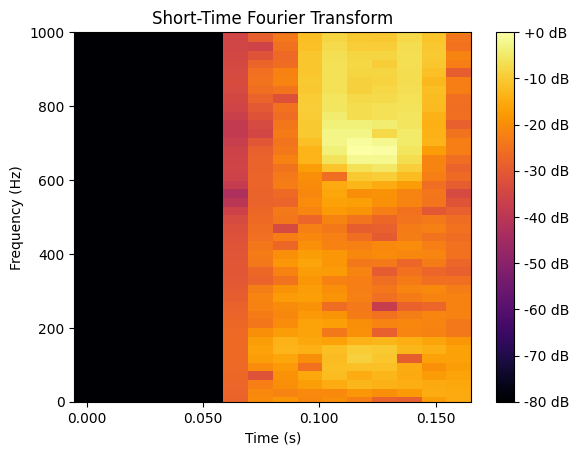 Short-Time Fourier Transform
1000
800
600
400
200
0
Frequency (Hz)
0.000
0.050
0.100
0.150
Time (s)
+0 dB
-10 dB
-20 dB
-30 dB
-40 dB
-50 dB
-60 dB
-70 dB
-80 dB